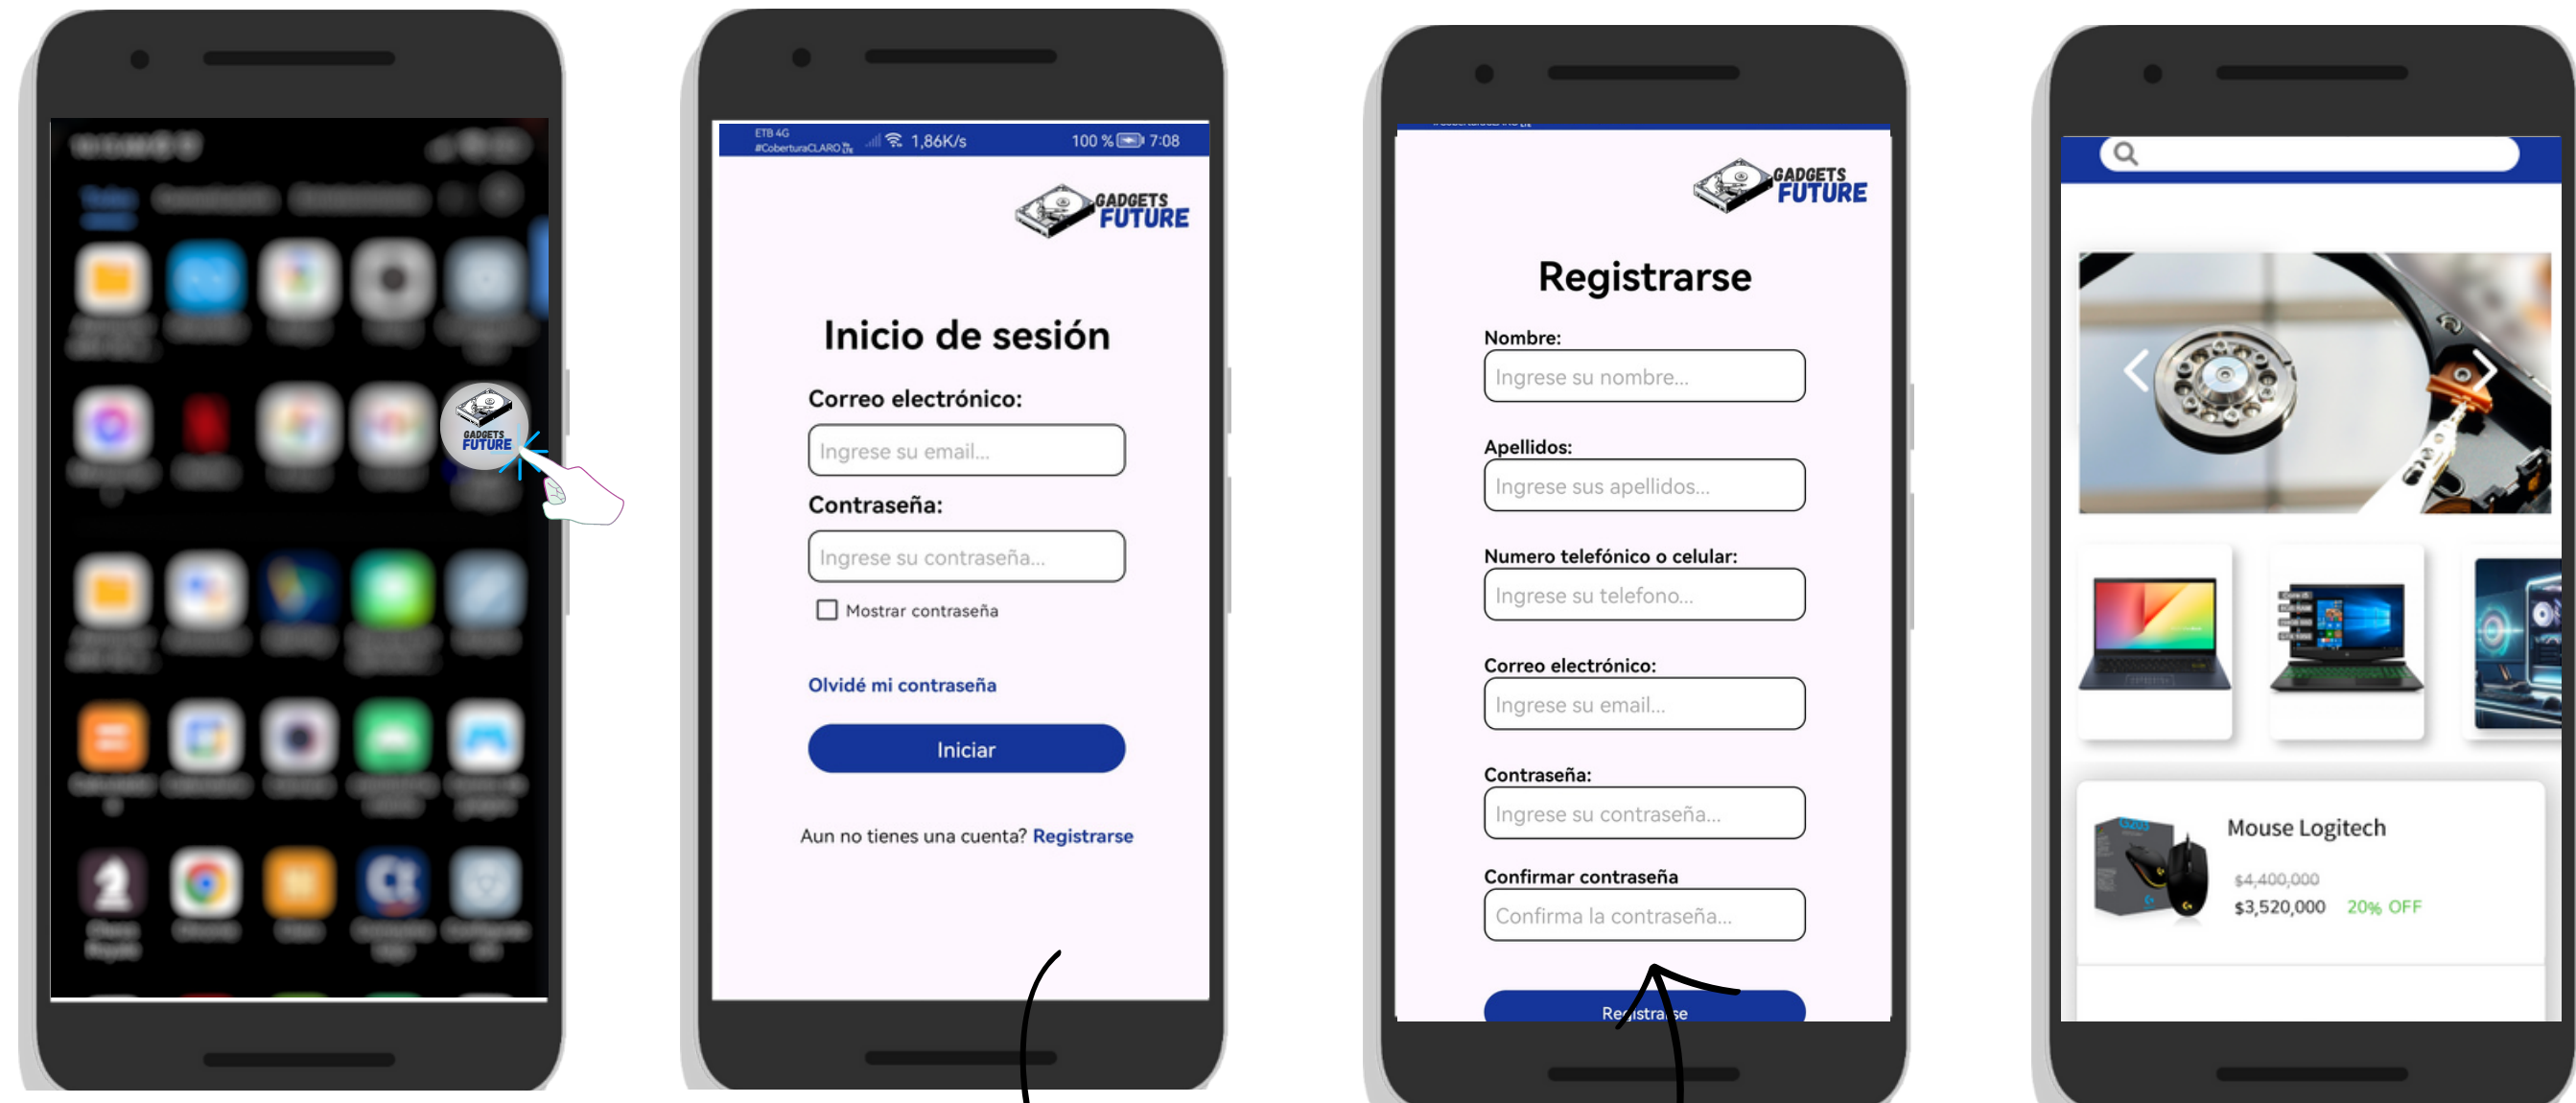 GADGETS
FUTURE
ETB 4G
#CoberturaCLARO
1,86K/s
100 %
7:08
GADGETS
FUTURE
Inicio de sesión
Correo electrónico:
Ingrese su email...
Contraseña:
Ingrese su contraseña...
Mostrar contraseña
Olvidé mi contraseña
Iniciar
Aun no tienes una cuenta? Registrarse
GADGETS
FUTURE
Registrarse
Nombre:
Ingrese su nombre...
Apellidos:
Ingrese sus apellidos...
Numero telefónico o celular:
Ingrese su telefono...
Correo electrónico:
Ingrese su email...
Contraseña:
Ingrese su contraseña...
Confirmar contraseña
Confirma la contraseña...
Registrarse
G203
Mouse Logitech
$4,400,000
$3,520,000 20% OFF